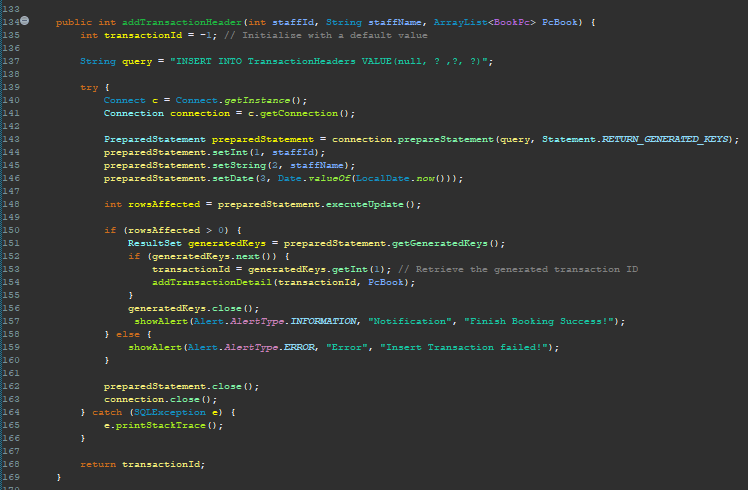 133
134 public int addTransactionHeader(int staffId, String staffName, ArrayList<BookPc> PcBook) {
135 int transactionId = -1; // Initialize with a default value
136
137 String query = "INSERT INTO TransactionHeaders VALUE(null, ? ,?, ?)";
138
139 try {
140 Connect c = Connect.getInstance();
141 Connection connection = c.getConnection();
142
143 PreparedStatement preparedStatement = connection.prepareStatement(query, Statement.RETURN_GENERATED_KEYS);
144 preparedStatement.setInt(1, staffId);
145 preparedStatement.setString(2, staffName);
146 preparedStatement.setDate(3, Date.valueOf(LocalDate.now()));
147
148 int rowsAffected = preparedStatement.executeUpdate();
149
150 if (rowsAffected > 0) {
151 ResultSet generatedKeys = preparedStatement.getGeneratedKeys();
152 if (generatedKeys.next()) {
153 transactionId = generatedKeys.getInt(1); // Retrieve the generated transaction ID
154 addTransactionDetail(transactionId, PcBook);
155 }
156 generatedKeys.close();
157 showAlert(Alert.AlertType.INFORMATION, "Notification", "Finish Booking Success!");
158 } else {
159 showAlert(Alert.AlertType.ERROR, "Error", "Insert Transaction failed!");
160 }
161
162 preparedStatement.close();
163 connection.close();
164 } catch (SQLException e) {
165 e.printStackTrace();
166 }
167
168 return transactionId;
169 }
170